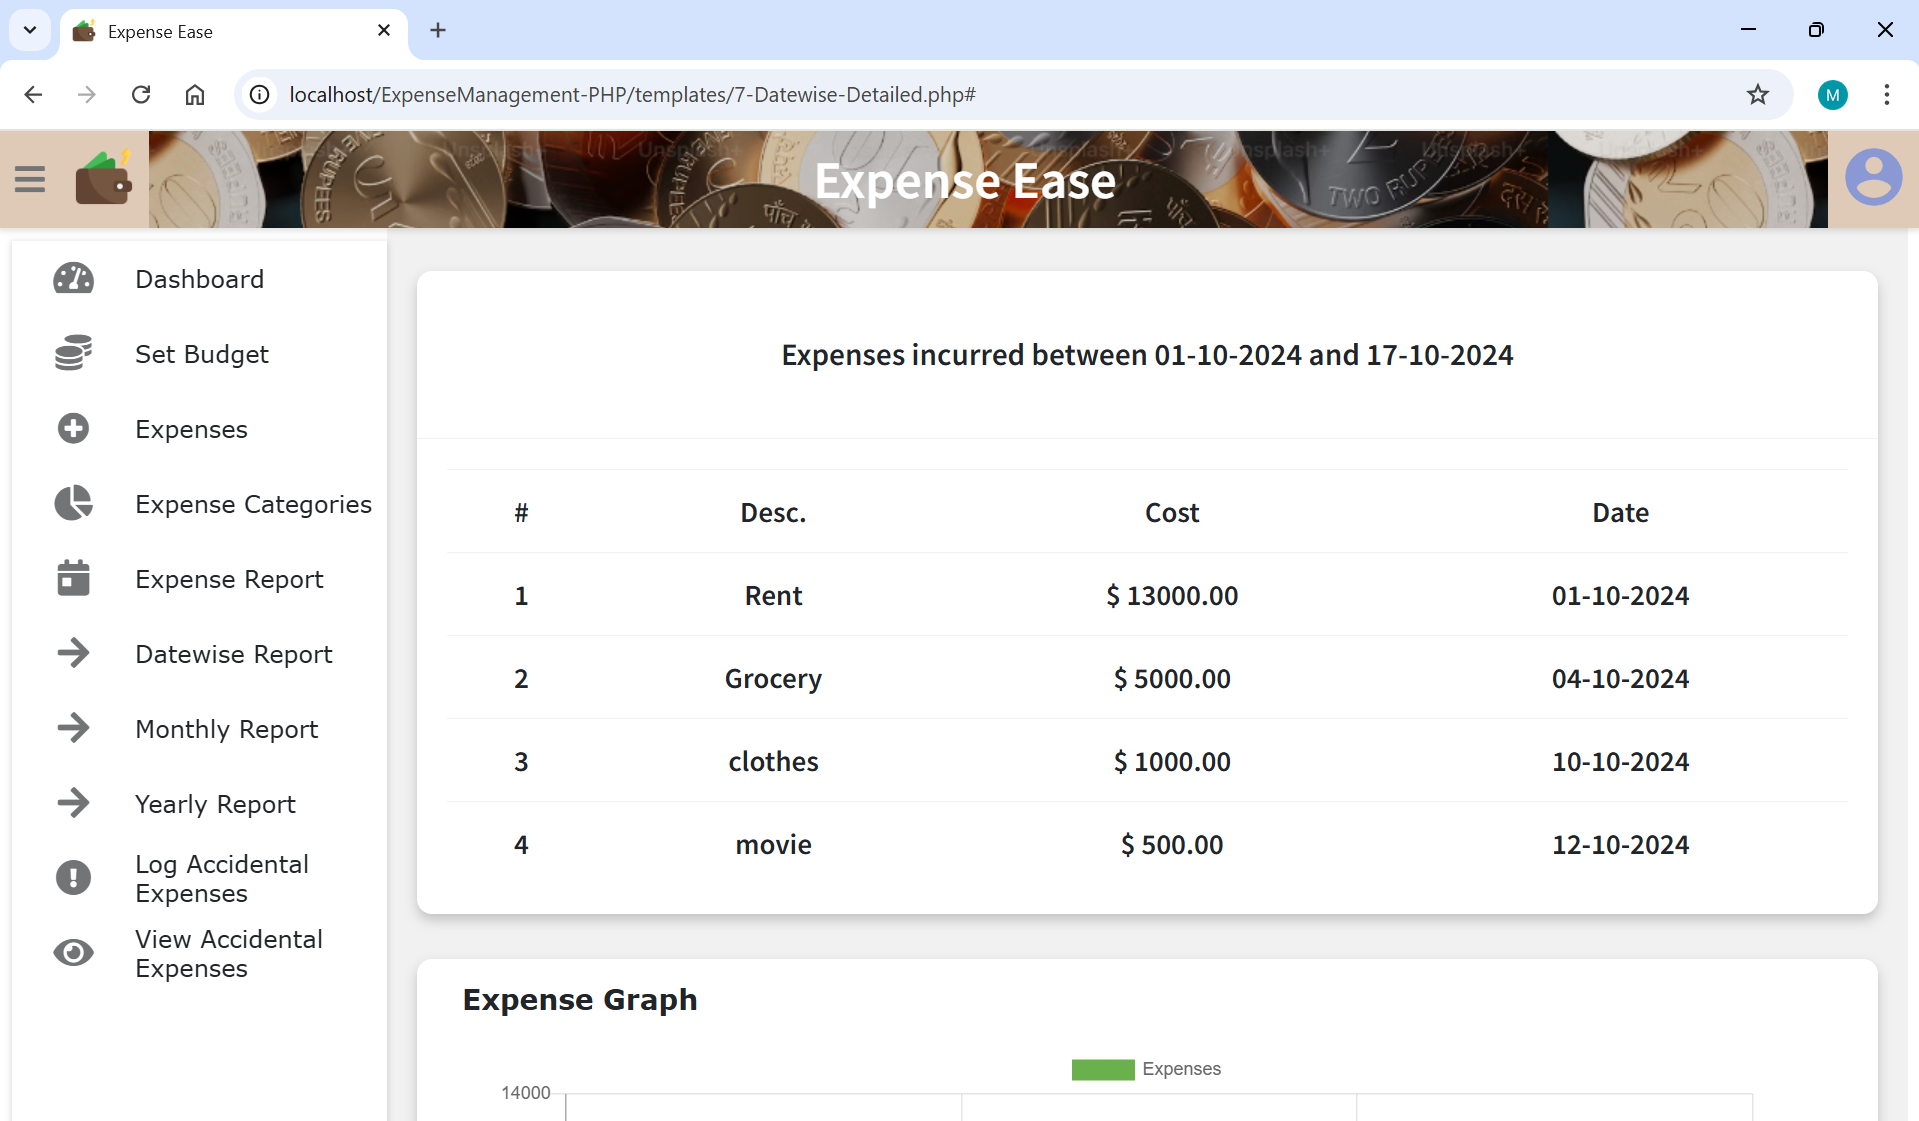 Expense Ease
localhost/ExpenseManagement-PHP/templates/7-Datewise-Detailed.php#
M
Expense Ease
Dashboard
Set Budget
Expenses
Expense Categories
Expense Report
Datewise Report
Monthly Report
Yearly Report
Log Accidental
Expenses
View Accidental
Expenses
Expenses incurred between 01-10-2024 and 17-10-2024
# Desc. Cost Date
1 Rent $ 13000.00 01-10-2024
2 Grocery $ 5000.00 04-10-2024
3 clothes $ 1000.00 10-10-2024
4 movie $ 500.00 12-10-2024
Expense Graph
Expenses
14000